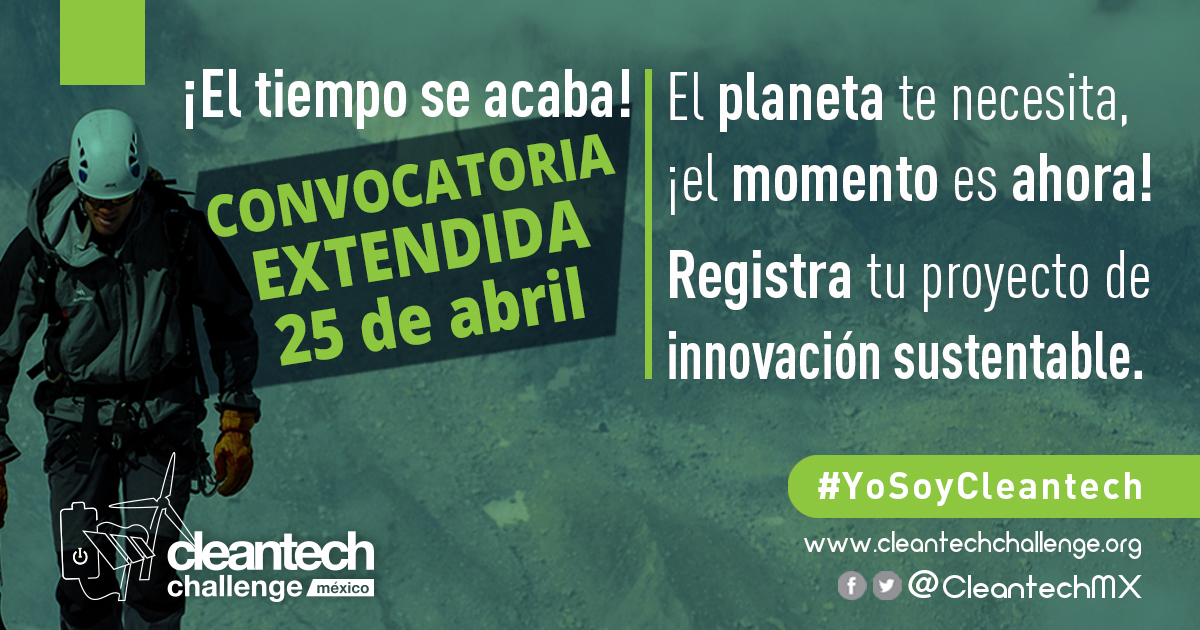 ¡El tiempo se acaba!
CONVOCATORIA
EXTENDIDA
25 de abril
El planeta te necesita,
¡el momento es ahora!
Registra tu proyecto de
innovación sustentable.
#YoSoyCleantech
www.cleantechchallenge.org
@CleantechMX
cleantech
challenge méxico